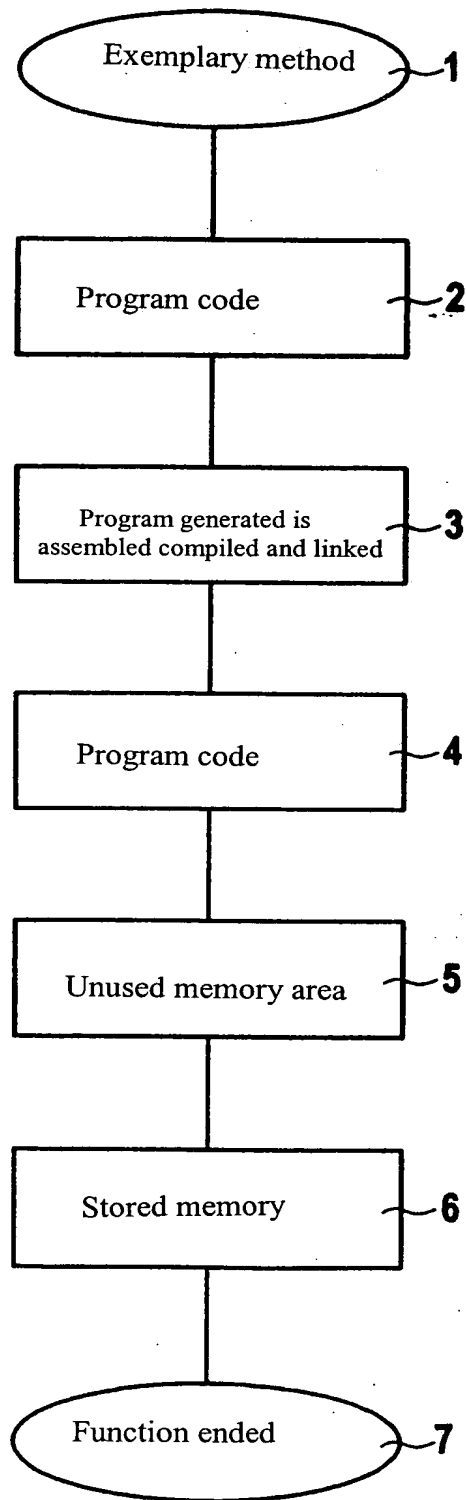 Exemplary method 1
Program code 2
Program generated is
assembled compiled and linked 3
Program code 4
Unused memory area 5
Stored memory 6
Function ended 7